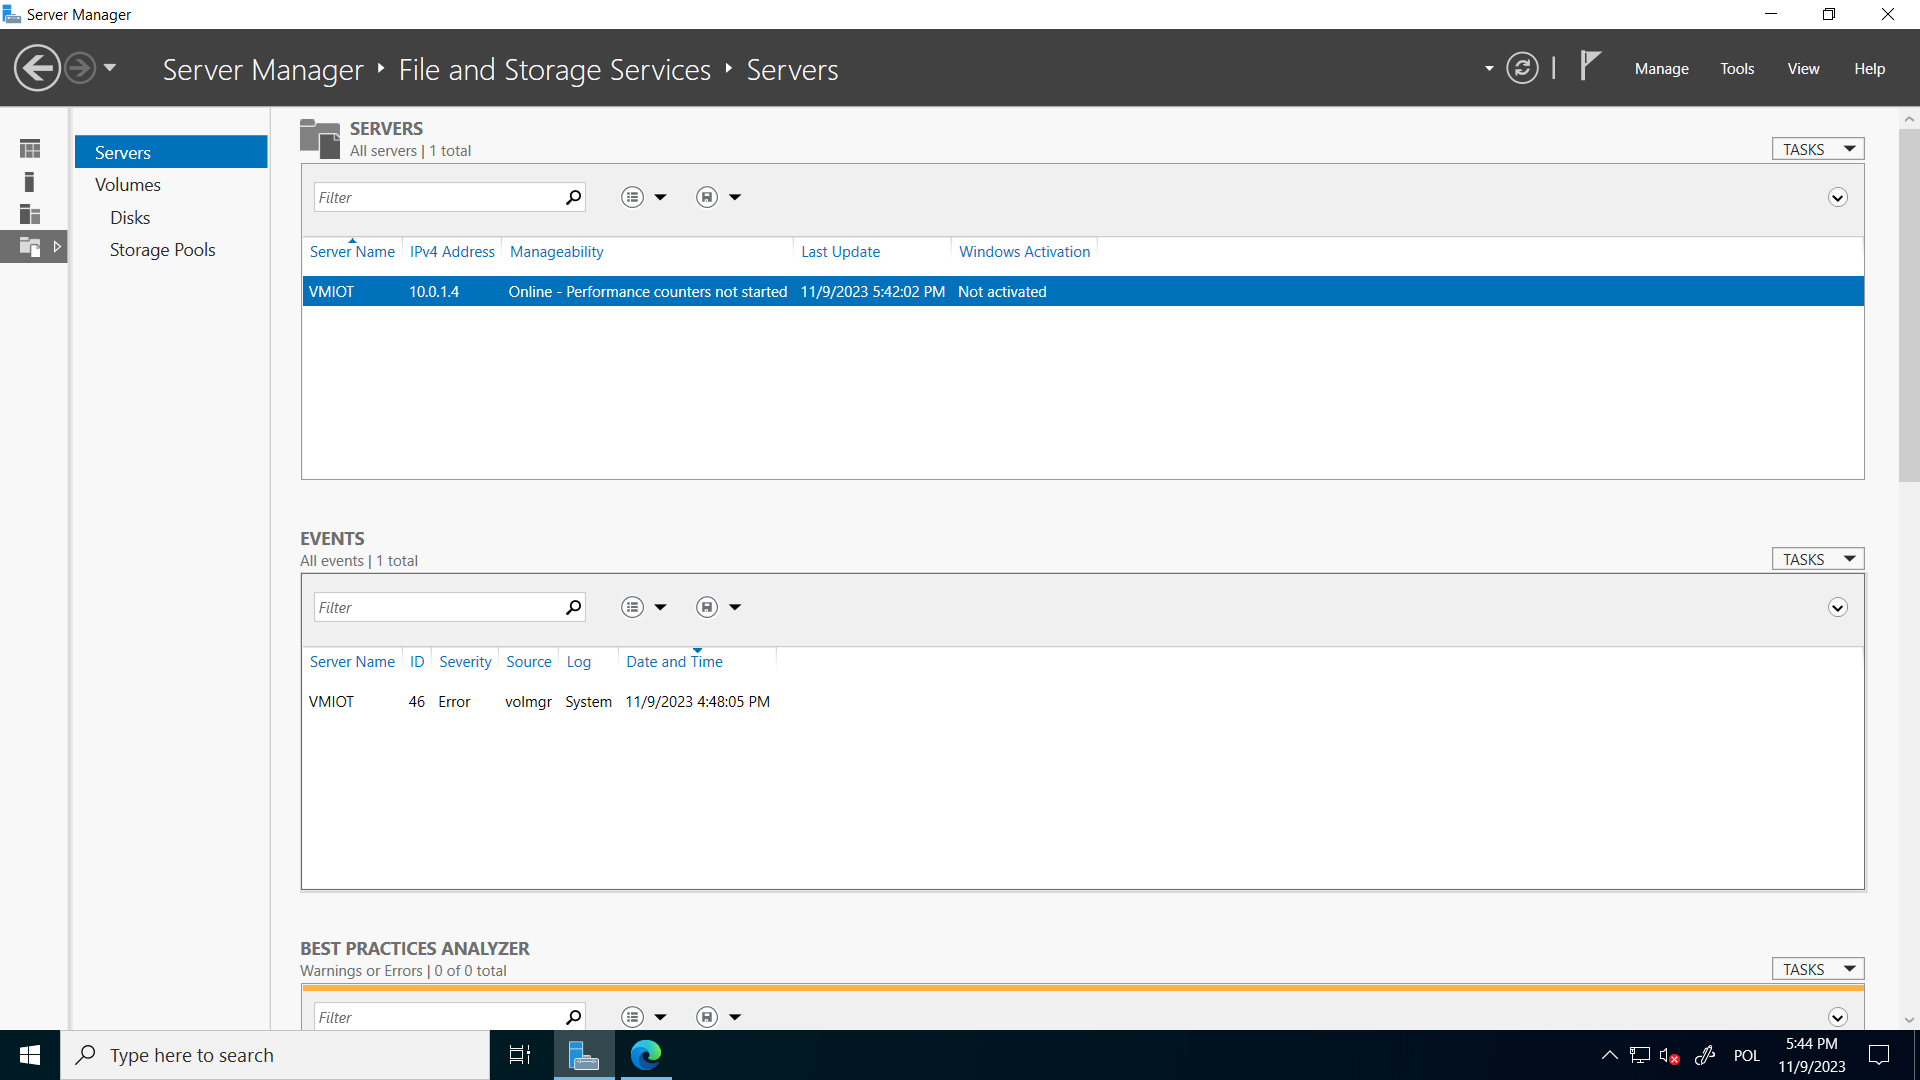 Server Manager
Server Manager ‣ File and Storage Services ‣ Servers
Manage Tools View Help
Servers
Volumes
Disks
Storage Pools
SERVERS
All servers | 1 total
TASKS
Filter
Server Name IPv4 Address Manageability Last Update Windows Activation
VMIOT 10.0.1.4 Online - Performance counters not started 11/9/2023 5:42:02 PM Not activated
EVENTS
All events | 1 total
TASKS
Filter
Server Name ID Severity Source Log Date and Time
VMIOT 46 Error volmgr System 11/9/2023 4:48:05 PM
BEST PRACTICES ANALYZER
Warnings or Errors | 0 of 0 total
TASKS
Filter
Type here to search
POL
5:44 PM
11/9/2023